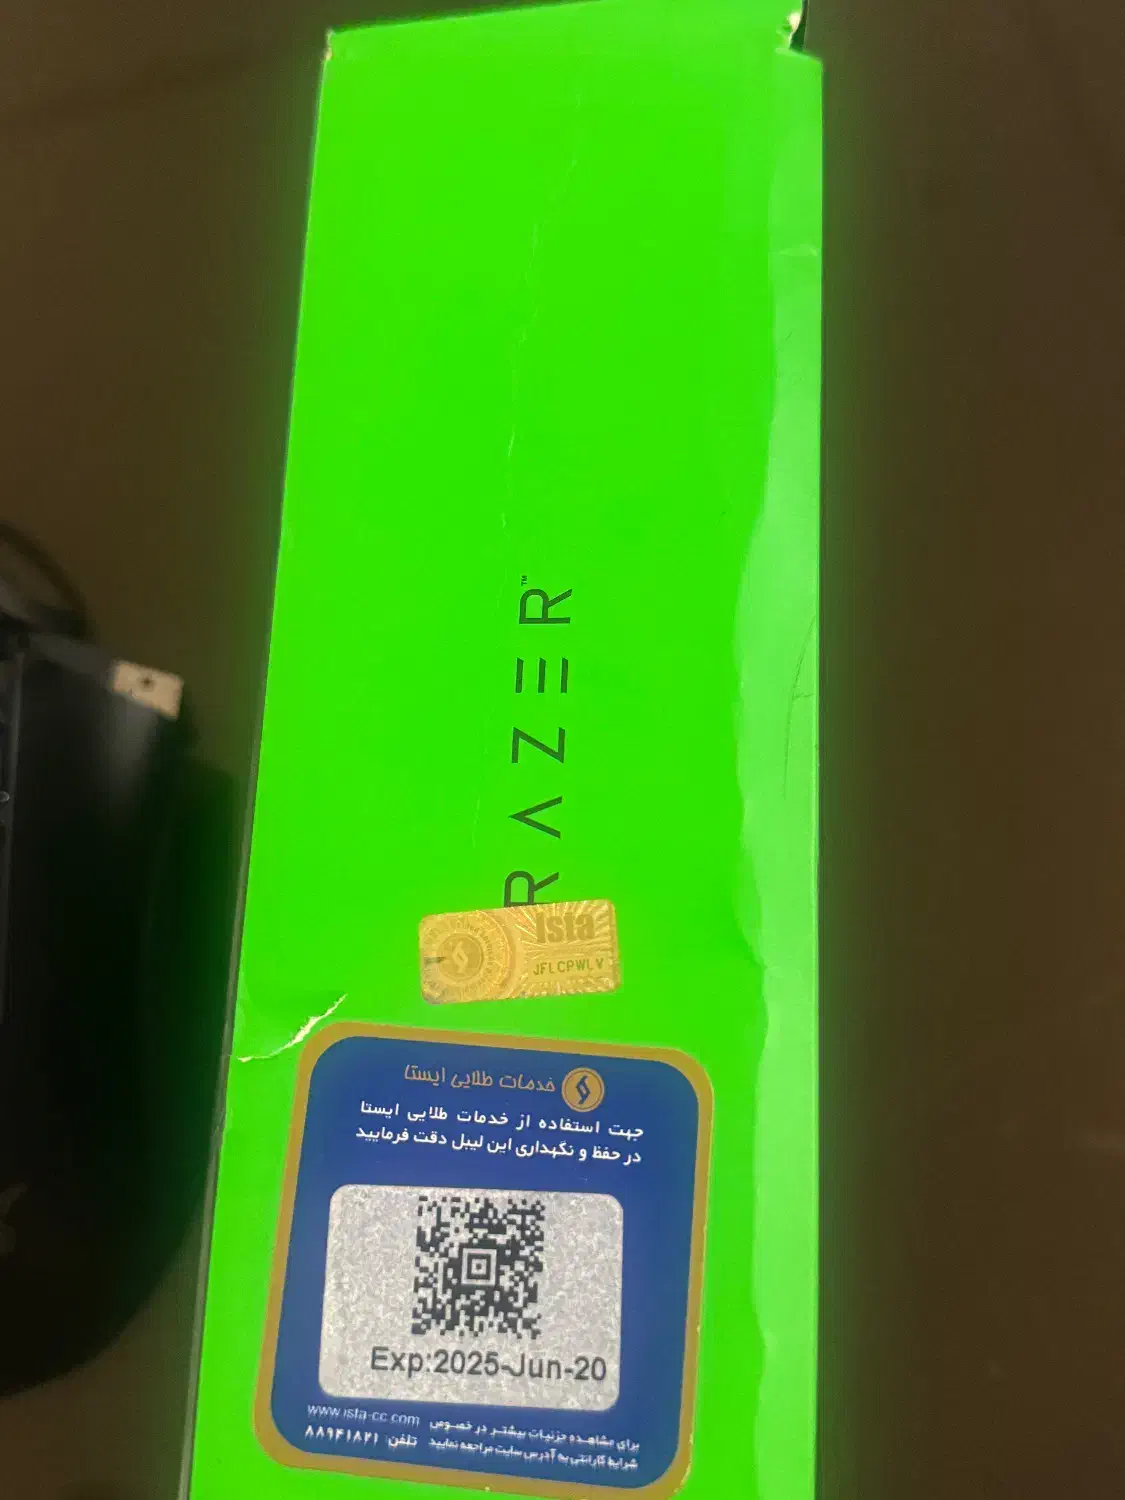 RAZER™
ista
JFLCPWLV
خدمات طلایی ایستا
جهت استفاده از خدمات طلایی ایستا
در حفظ و نگهداری این لیبل دقت فرمایید
Exp:2025-Jun-20
برای مشاهده جزئیات بیشتر در خصوص www.ista-cc.com
شرایط گارانتی به آدرس سایت مراجعه نمایید تلفن: ۸۸۹۴۱۸۲۱